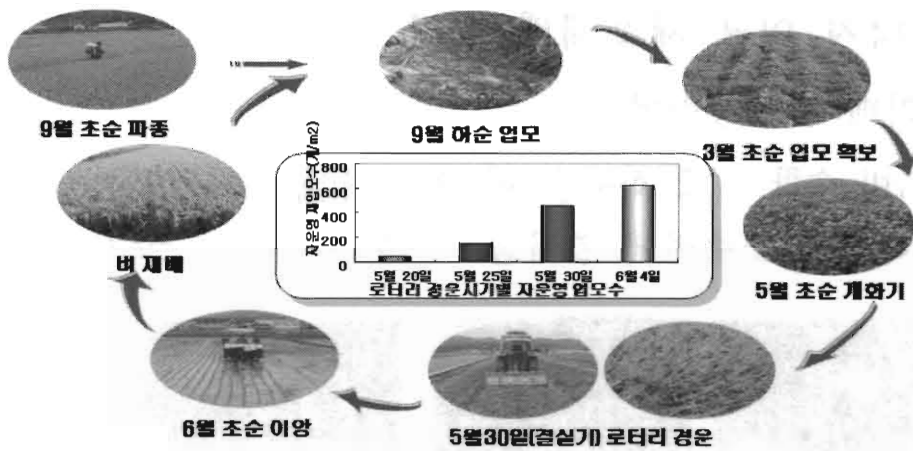 9월 초순 파종
9월 하순 업모
3월 초순 업모 확보
5월 초순 개화기
5월30일(결실기) 로터리 경운
6월 초순 이앙
벼 재배
자운영 재입모수(개/m2)
800
600
400
200
0
5월 20일
5월 25일
5월 30일
6월 4일
로터리 경운시기별 자운영 업모수